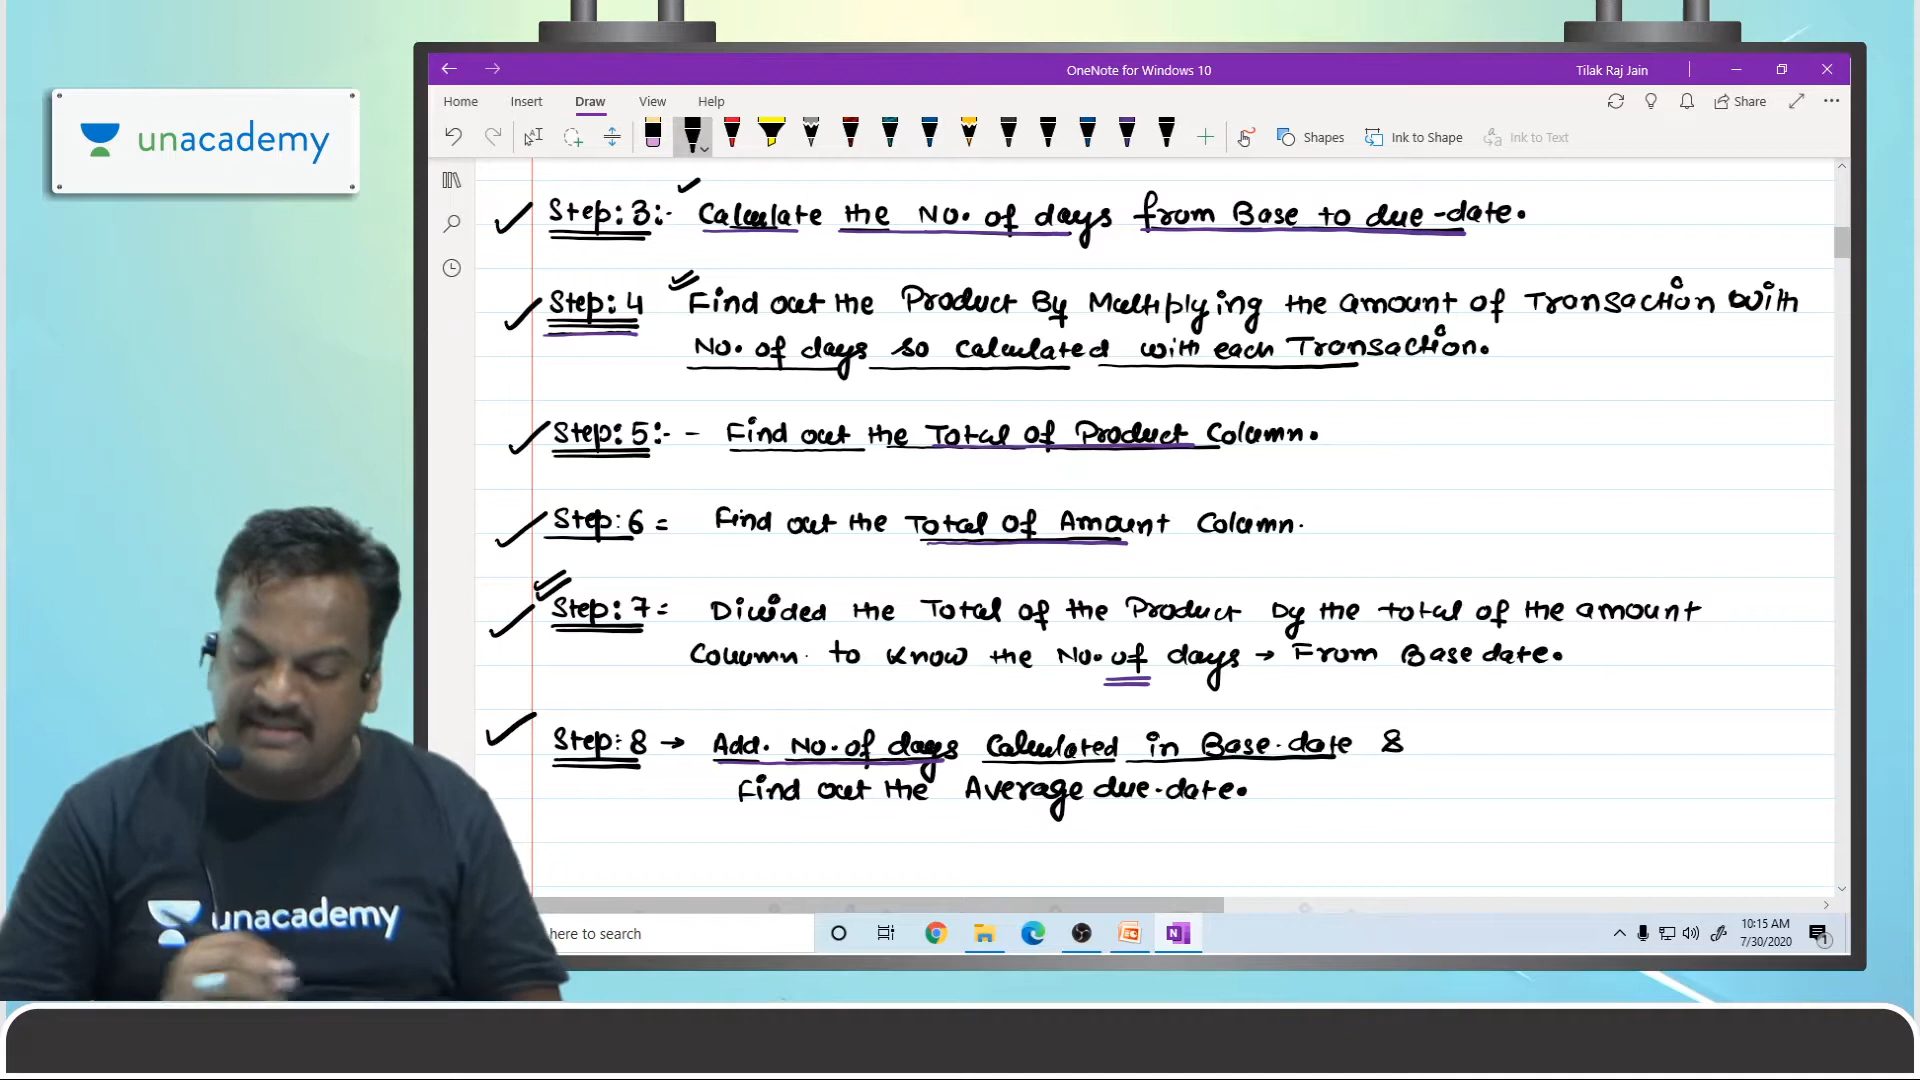 OneNote for Windows 10
Tilak Raj Jain
Home Insert Draw View Help
Share
Shapes Ink to Shape Ink to Text
unacademy
Step:3:- Calculate the No. of days from Base to due-date.
Step:4 Find out the Product By Multiplying the amount of Transaction with
No. of days so calculated with each Transaction.
Step:5:- - Find out the Total of Product Column.
Step:6= Find out the Total of Amount Column.
Step:7= Divided the Total of the Product by the total of the amount
Column. to know the No. of days → From Base date.
Step:8 → Add. No. of days Calculated in Base-date &
Find out the Average due-date.
unacademy
here to search
10:15 AM
7/30/2020
1